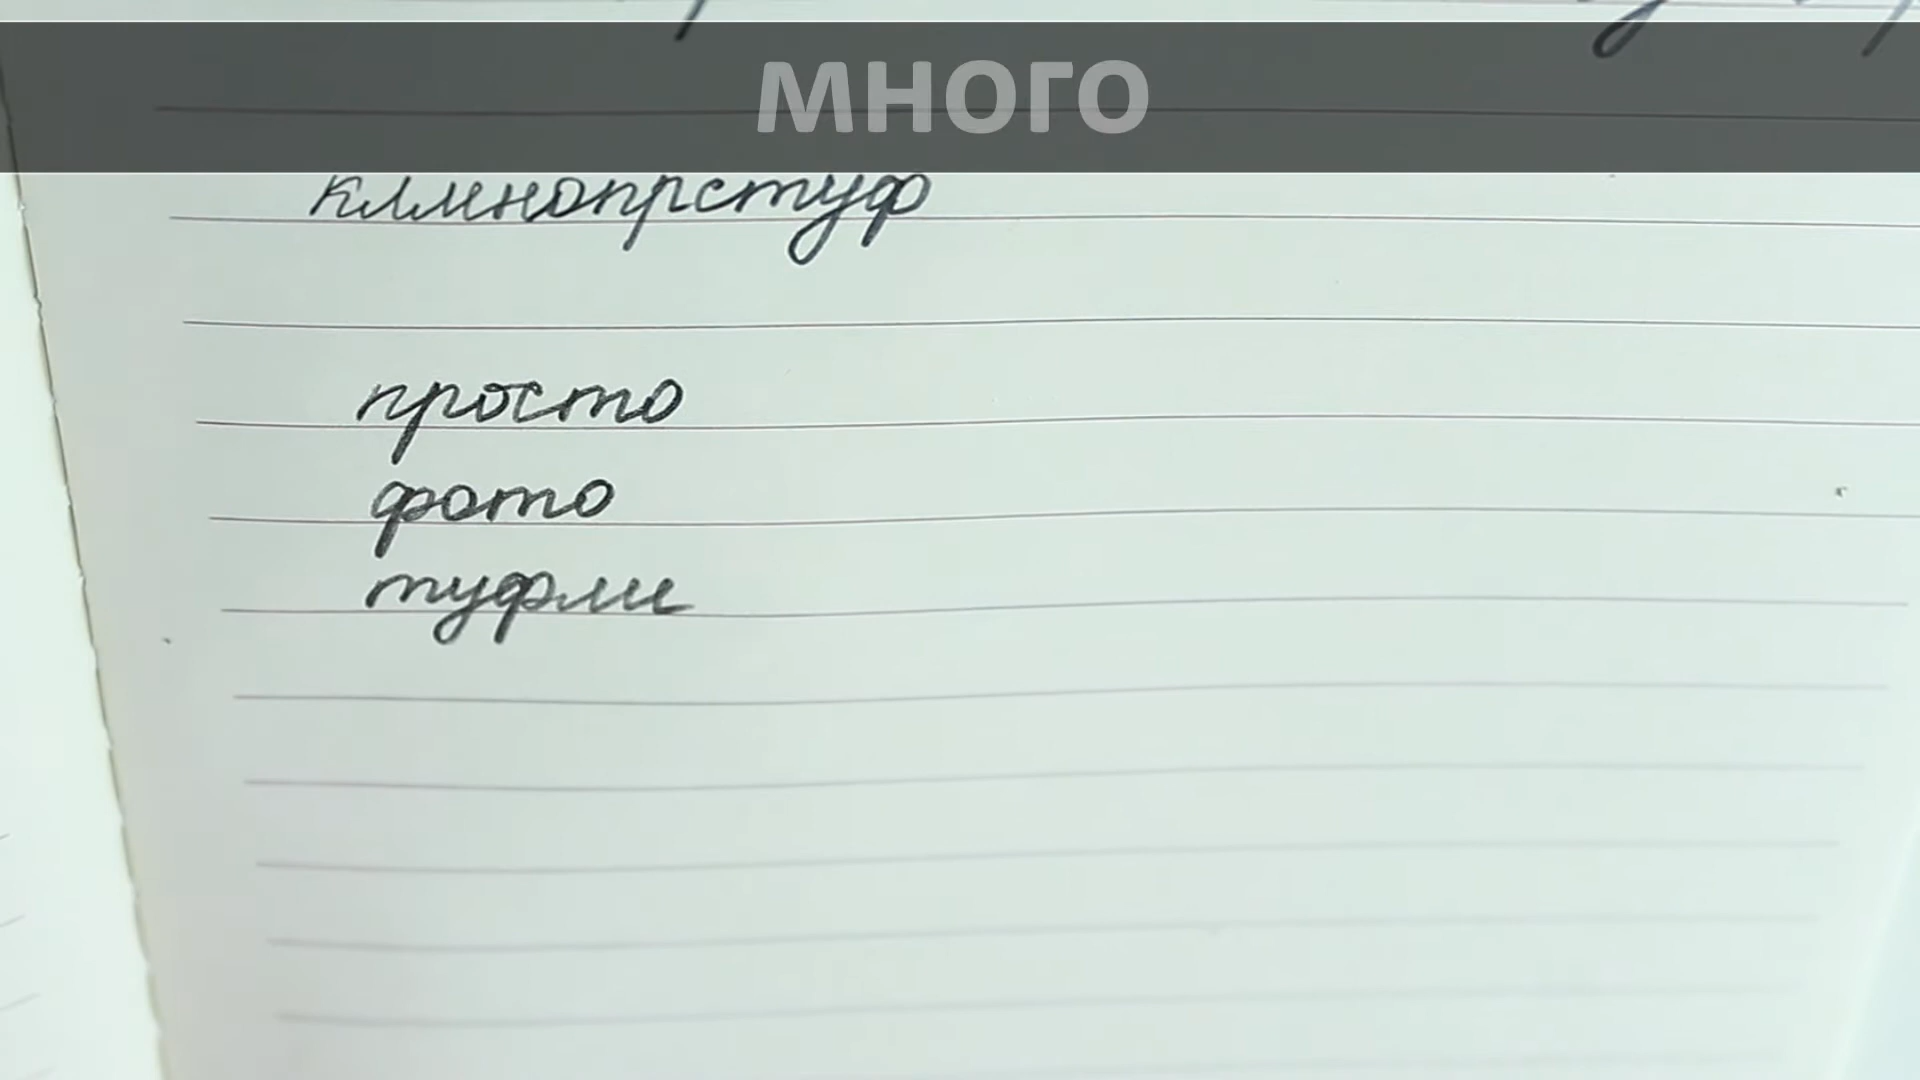 много
клмнопрстуф
просто
фото
туфли